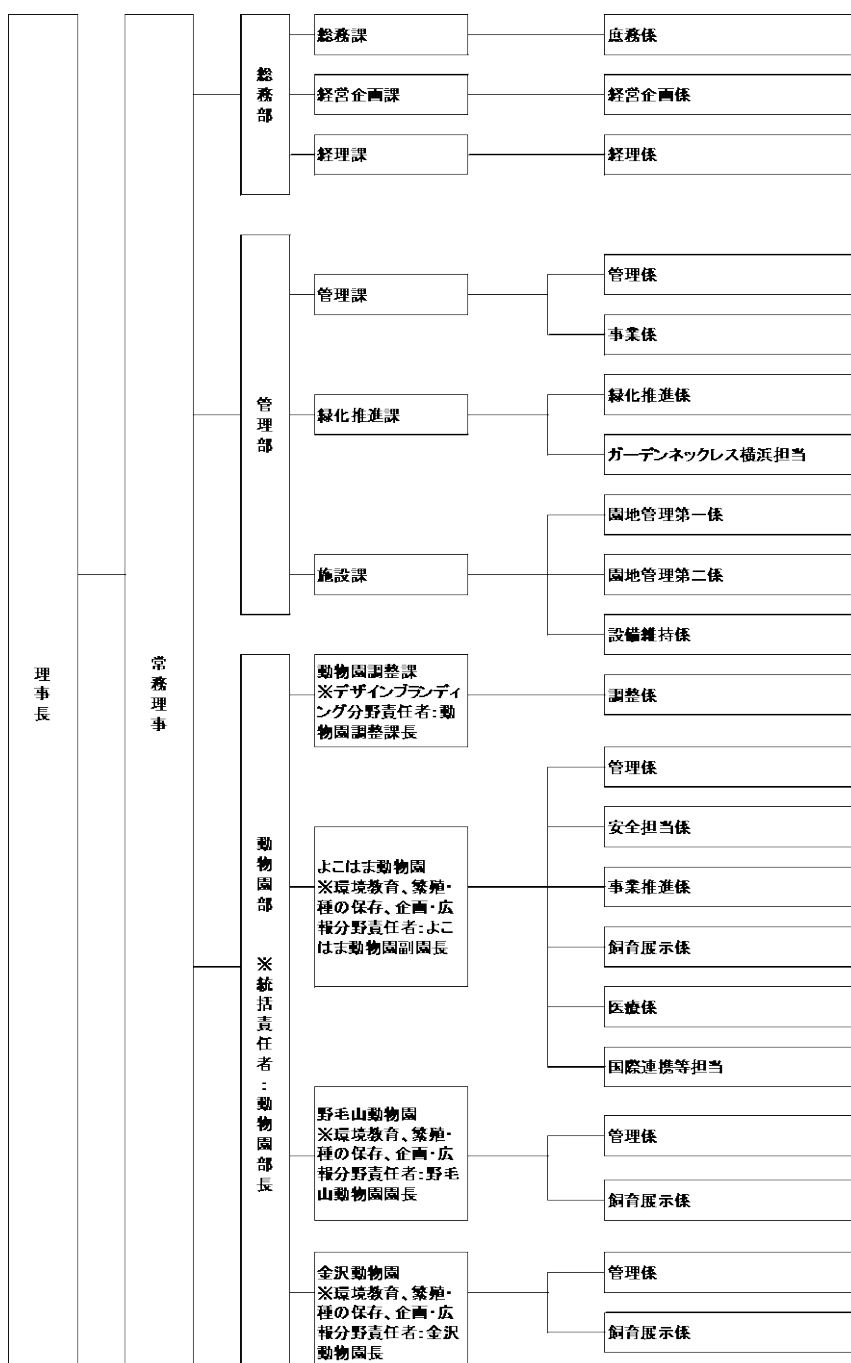 理事長
常務理事
総務部
総務課
庶務係
経営企画課
経営企画係
経理課
経理係
管理部
管理課
管理係
事業係
緑化推進課
緑化推進係
ガーデンネックレス横浜担当
施設課
園地管理第一係
園地管理第二係
設備維持係
動物園部 ※統括責任者:動物園部長
動物園調整課
※デザインブランディ
ング分野責任者:動
物園調整課長
調整係
よこはま動物園
※環境教育、繁殖・
種の保存、企画・広
報分野責任者:よこ
はま動物園副園長
管理係
安全担当係
事業推進係
飼育展示係
医療係
国際連携等担当
野毛山動物園
※環境教育、繁殖・
種の保存、企画・広
報分野責任者:野毛
山動物園園長
管理係
飼育展示係
金沢動物園
※環境教育、繁殖・
種の保存、企画・広
報分野責任者:金沢
動物園長
管理係
飼育展示係